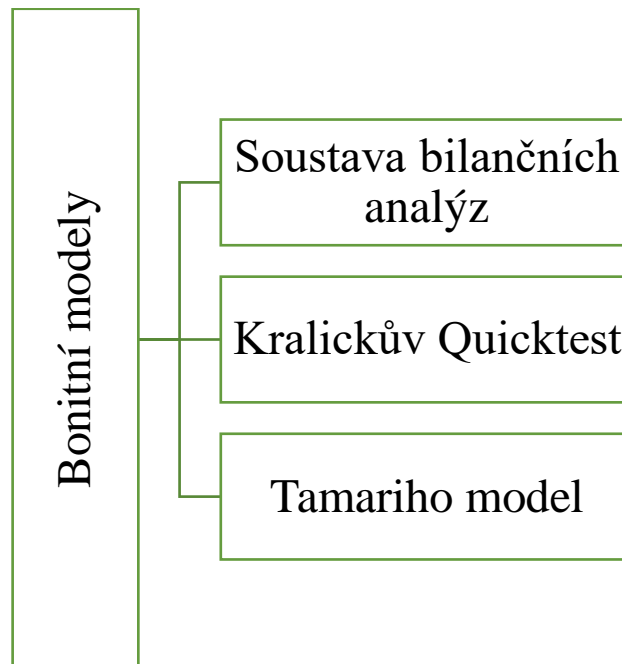 Bonitní modely
Soustava bilančních
analýz
Kralickův Quicktest
Tamariho model